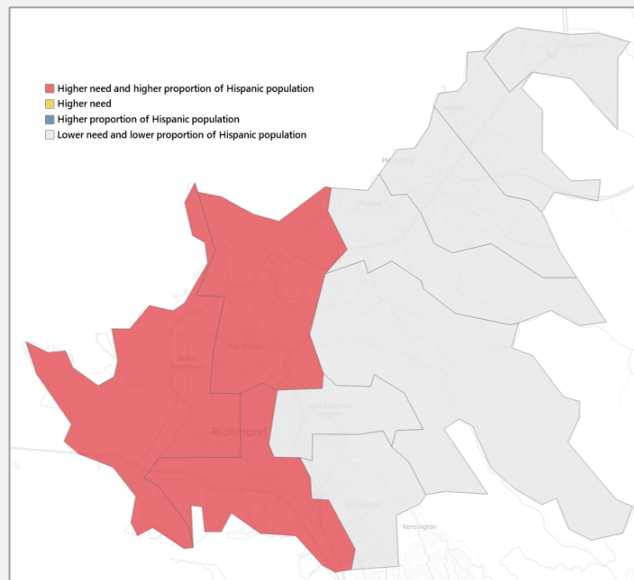 Higher need and higher proportion of Hispanic population
Higher need
Higher proportion of Hispanic population
Lower need and lower proportion of Hispanic population
Richmond
El Cerrito
Kensington